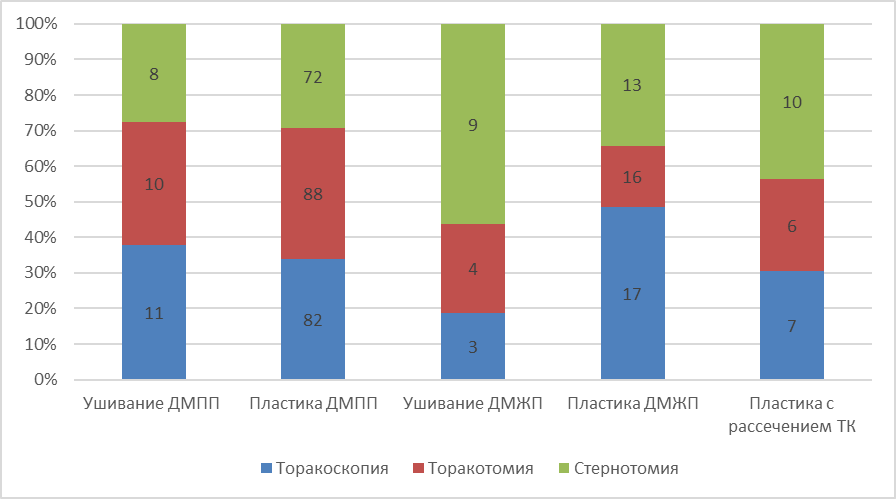 100%
90%
80%
70%
60%
50%
40%
30%
20%
10%
0%
8 72 9 13 10
10 88 4 16 6
11 82 3 17 7
Ушивание ДМПП Пластика ДМПП Ушивание ДМЖП Пластика ДМЖП Пластика с
рассечением ТК
Торакоскопия Торакотомия Стернотомия